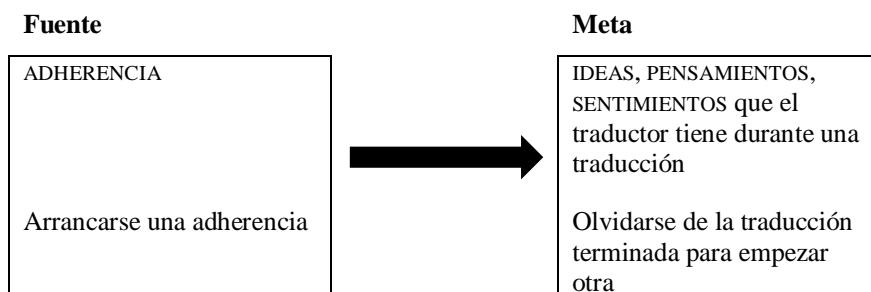 Fuente
Meta
ADHERENCIA
IDEAS, PENSAMIENTOS,
SENTIMIENTOS que el
traductor tiene durante una
traducción
Arrancarse una adherencia
Olvidarse de la traducción
terminada para empezar
otra